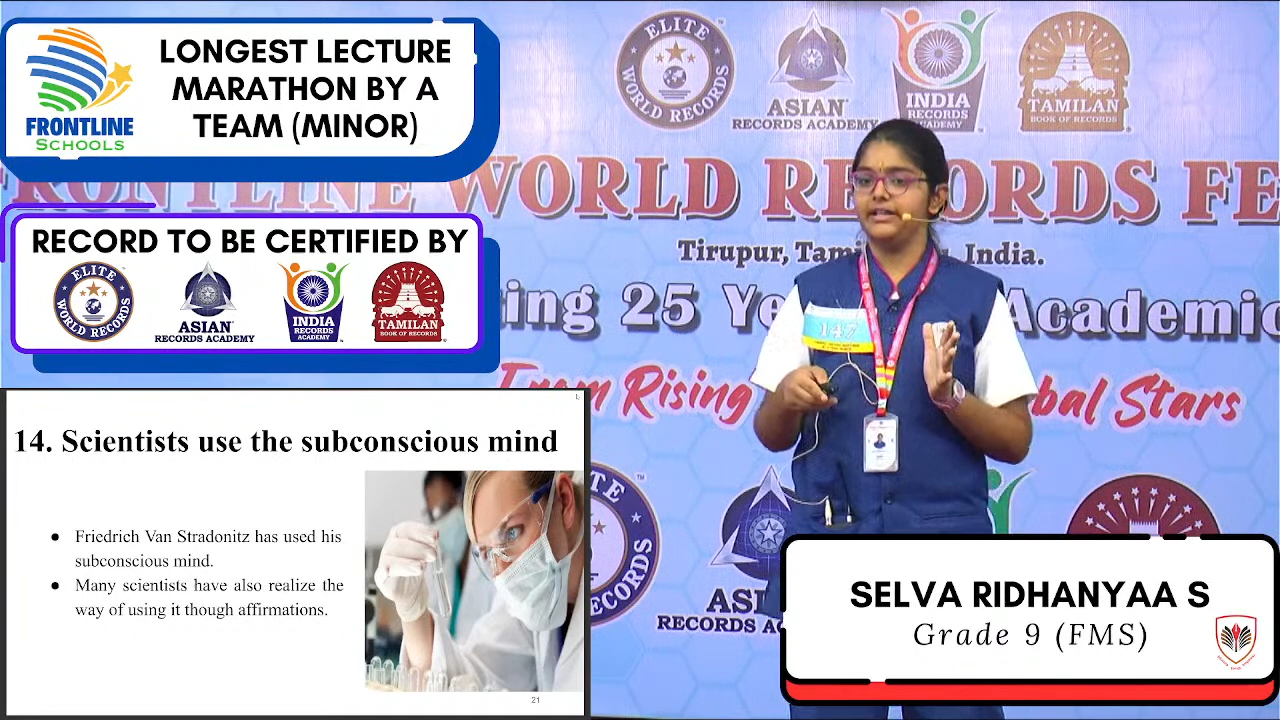 FRONTLINE
SCHOOLS
LONGEST LECTURE
MARATHON BY A
TEAM (MINOR)
RECORD TO BE CERTIFIED BY
ELITE
WORLD RECORDS
ASIAN
RECORDS ACADEMY
INDIA
RECORDS
ACADEMY
TAMILAN
BOOK OF RECORDS
ELITE
WORLD RECORDS
ASIAN
RECORDS ACADEMY
INDIA
RECORDS
ACADEMY
TAMILAN
BOOK OF RECORDS
FRONTLINE WORLD RECORDS FE
Tirupur, Tami India.
ing 25 Ye Academic
From Rising bal Stars
147
RECORDS
ASI
RECORDS A
14. Scientists use the subconscious mind
• Friedrich Van Stradonitz has used his
subconscious mind.
• Many scientists have also realize the
way of using it though affirmations.
21
SELVA RIDHANYAA S
Grade 9 (FMS)